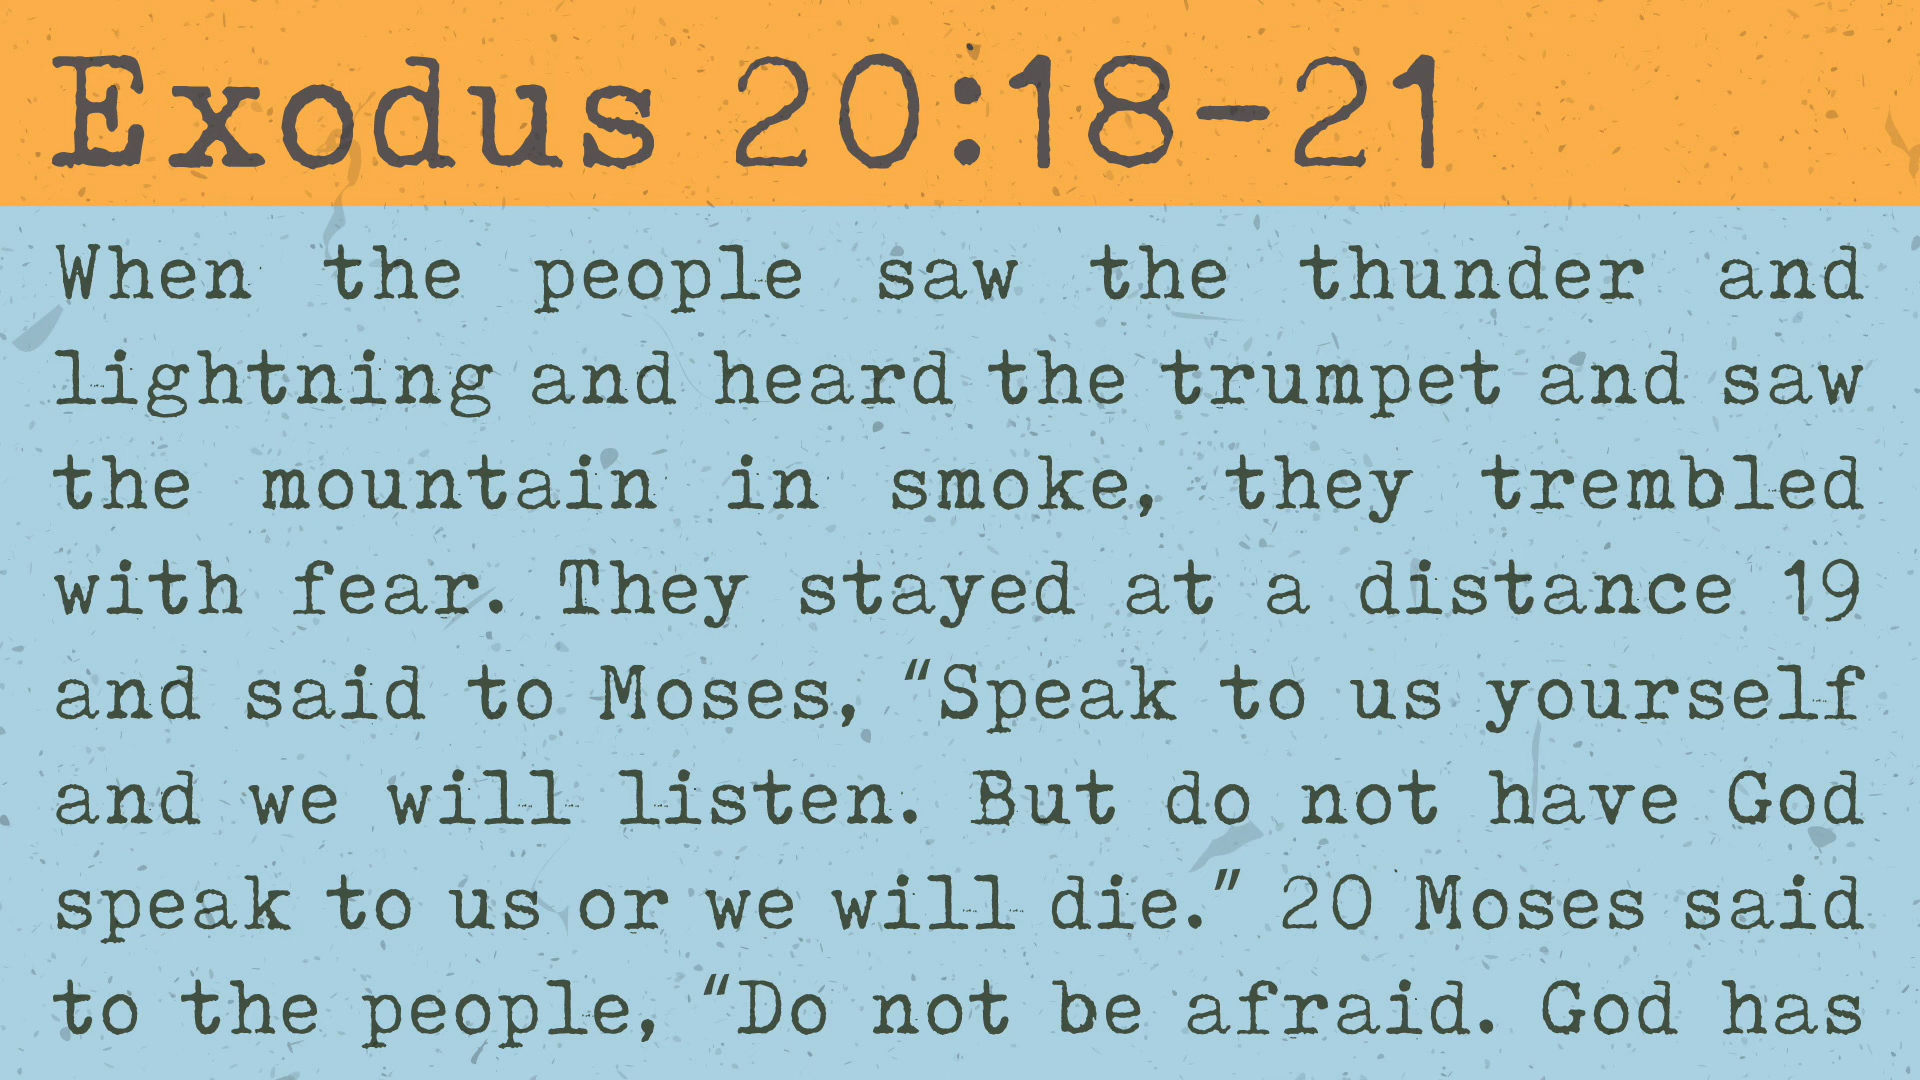 Exodus 20:18-21
When the people saw the thunder and
lightning and heard the trumpet and saw
the mountain in smoke, they trembled
with fear. They stayed at a distance 19
and said to Moses, “Speak to us yourself
and we will listen. But do not have God
speak to us or we will die.” 20 Moses said
to the people, “Do not be afraid. God has